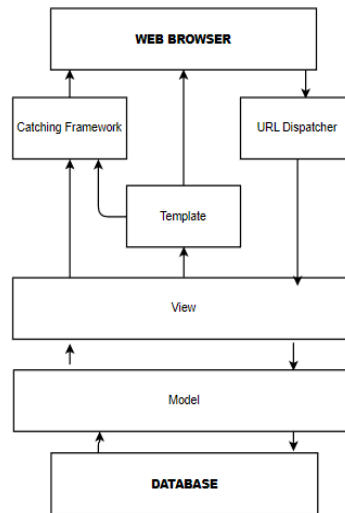 WEB BROWSER
Catching Framework
URL Dispatcher
Template
View
Model
DATABASE